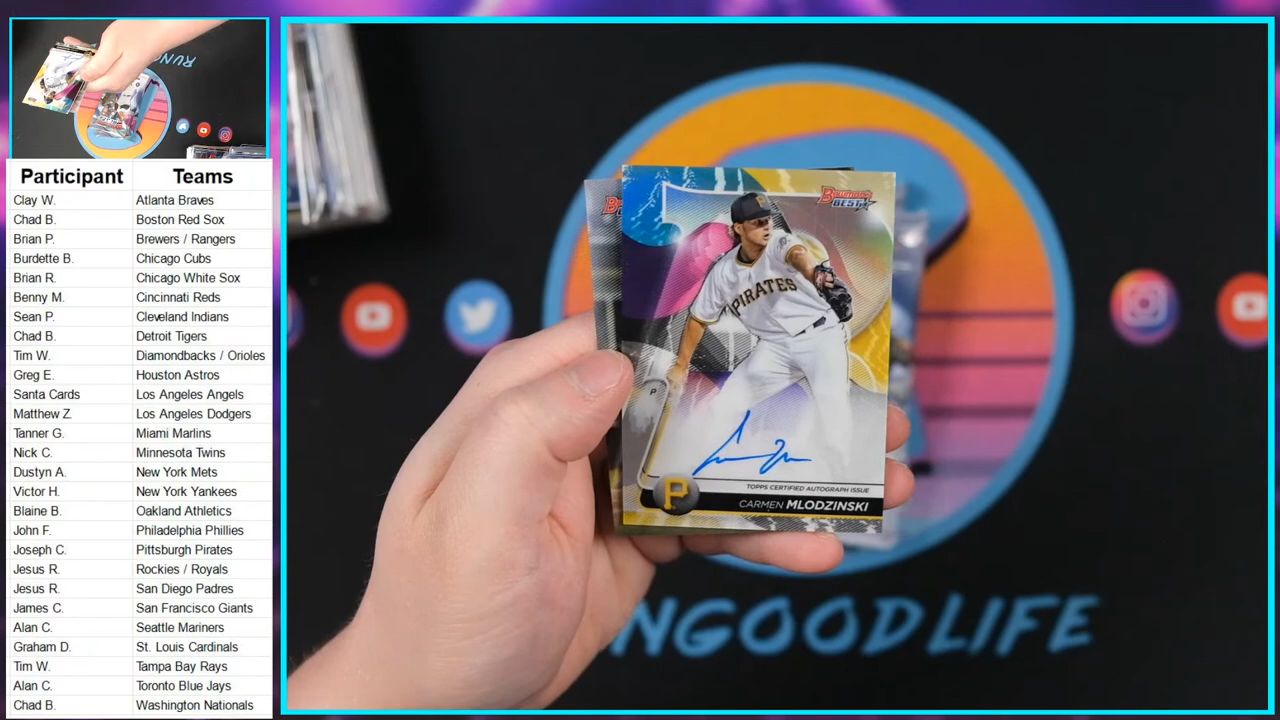 RUNGO
Participant Teams
Clay W. Atlanta Braves
Chad B. Boston Red Sox
Brian P. Brewers / Rangers
Burdette B. Chicago Cubs
Brian R. Chicago White Sox
Benny M. Cincinnati Reds
Sean P. Cleveland Indians
Chad B. Detroit Tigers
Tim W. Diamondbacks / Orioles
Greg E. Houston Astros
Santa Cards Los Angeles Angels
Matthew Z. Los Angeles Dodgers
Tanner G. Miami Marlins
Nick C. Minnesota Twins
Dustyn A. New York Mets
Victor H. New York Yankees
Blaine B. Oakland Athletics
John F. Philadelphia Phillies
Joseph C. Pittsburgh Pirates
Jesus R. Rockies / Royals
Jesus R. San Diego Padres
James C. San Francisco Giants
Alan C. Seattle Mariners
Graham D. St. Louis Cardinals
Tim W. Tampa Bay Rays
Alan C. Toronto Blue Jays
Chad B. Washington Nationals
BOWMAN'S
BEST
P
PIRATES
P
TOPPS CERTIFIED AUTOGRAPH ISSUE
P
CARMEN MLODZINSKI
NGOODLIFE